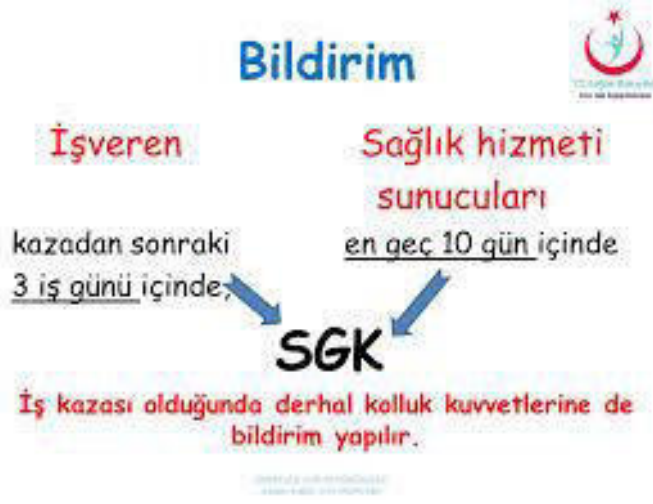 Bildirim
İşveren
kazadan sonraki
3 iş günü içinde,
Sağlık hizmeti
sunucuları
en geç 10 gün içinde
SGK
İş kazası olduğunda derhal kolluk kuvvetlerine de
bildirim yapılır.